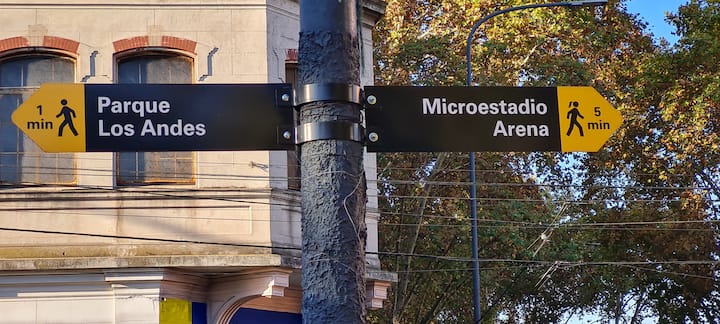 1
min
Parque
Los Andes
Microestadio
Arena
5
min